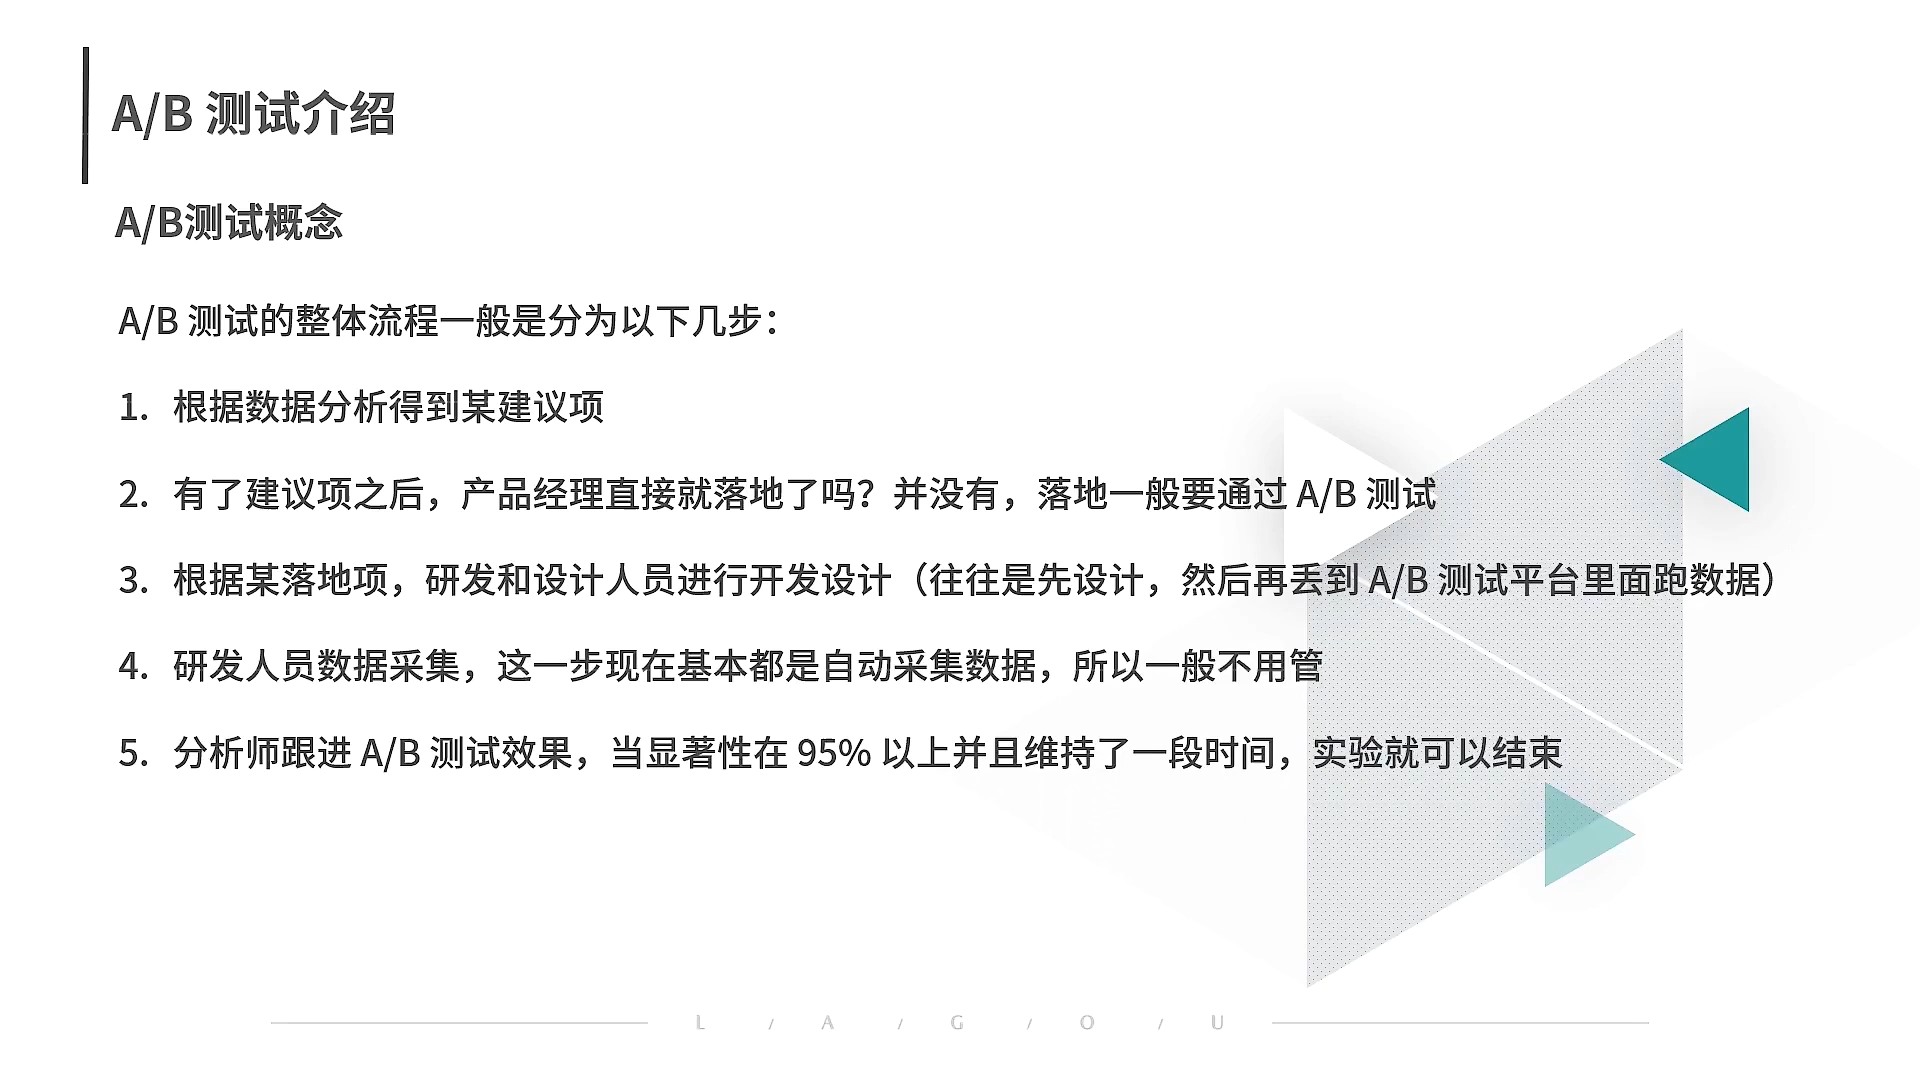 A/B 测试介绍
A/B测试概念
A/B 测试的整体流程一般是分为以下几步：
1. 根据数据分析得到某建议项
2. 有了建议项之后，产品经理直接就落地了吗？并没有，落地一般要通过 A/B 测试
3. 根据某落地项，研发和设计人员进行开发设计（往往是先设计，然后再丢到 A/B 测试平台里面跑数据）
4. 研发人员数据采集，这一步现在基本都是自动采集数据，所以一般不用管
5. 分析师跟进 A/B 测试效果，当显著性在 95% 以上并且维持了一段时间，实验就可以结束
L / A / G / O / U